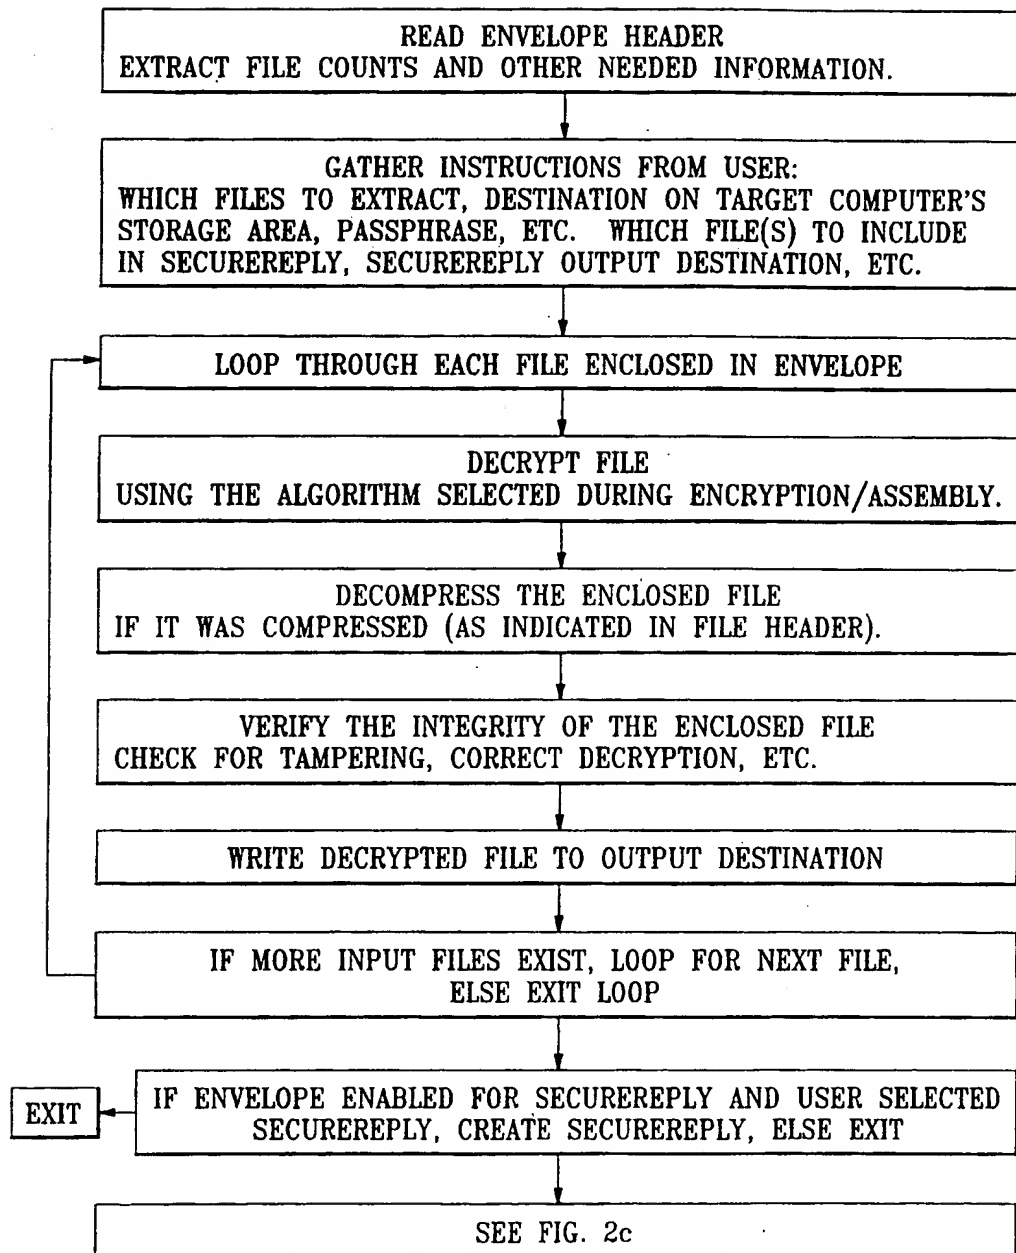 READ ENVELOPE HEADER
EXTRACT FILE COUNTS AND OTHER NEEDED INFORMATION.
GATHER INSTRUCTIONS FROM USER:
WHICH FILES TO EXTRACT, DESTINATION ON TARGET COMPUTER'S
STORAGE AREA, PASSPHRASE, ETC. WHICH FILE(S) TO INCLUDE
IN SECUREREPLY, SECUREREPLY OUTPUT DESTINATION, ETC.
LOOP THROUGH EACH FILE ENCLOSED IN ENVELOPE
DECRYPT FILE
USING THE ALGORITHM SELECTED DURING ENCRYPTION/ASSEMBLY.
DECOMPRESS THE ENCLOSED FILE
IF IT WAS COMPRESSED (AS INDICATED IN FILE HEADER).
VERIFY THE INTEGRITY OF THE ENCLOSED FILE
CHECK FOR TAMPERING, CORRECT DECRYPTION, ETC.
WRITE DECRYPTED FILE TO OUTPUT DESTINATION
IF MORE INPUT FILES EXIST, LOOP FOR NEXT FILE,
ELSE EXIT LOOP
EXIT
IF ENVELOPE ENABLED FOR SECUREREPLY AND USER SELECTED
SECUREREPLY, CREATE SECUREREPLY, ELSE EXIT
SEE FIG. 2c